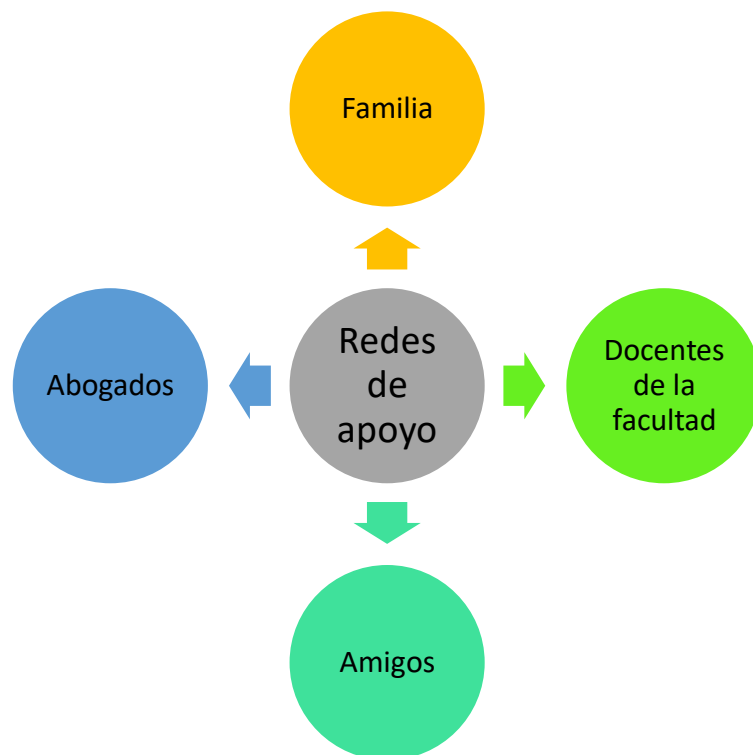 Familia
Abogados
Redes
de
apoyo
Docentes
de la
facultad
Amigos